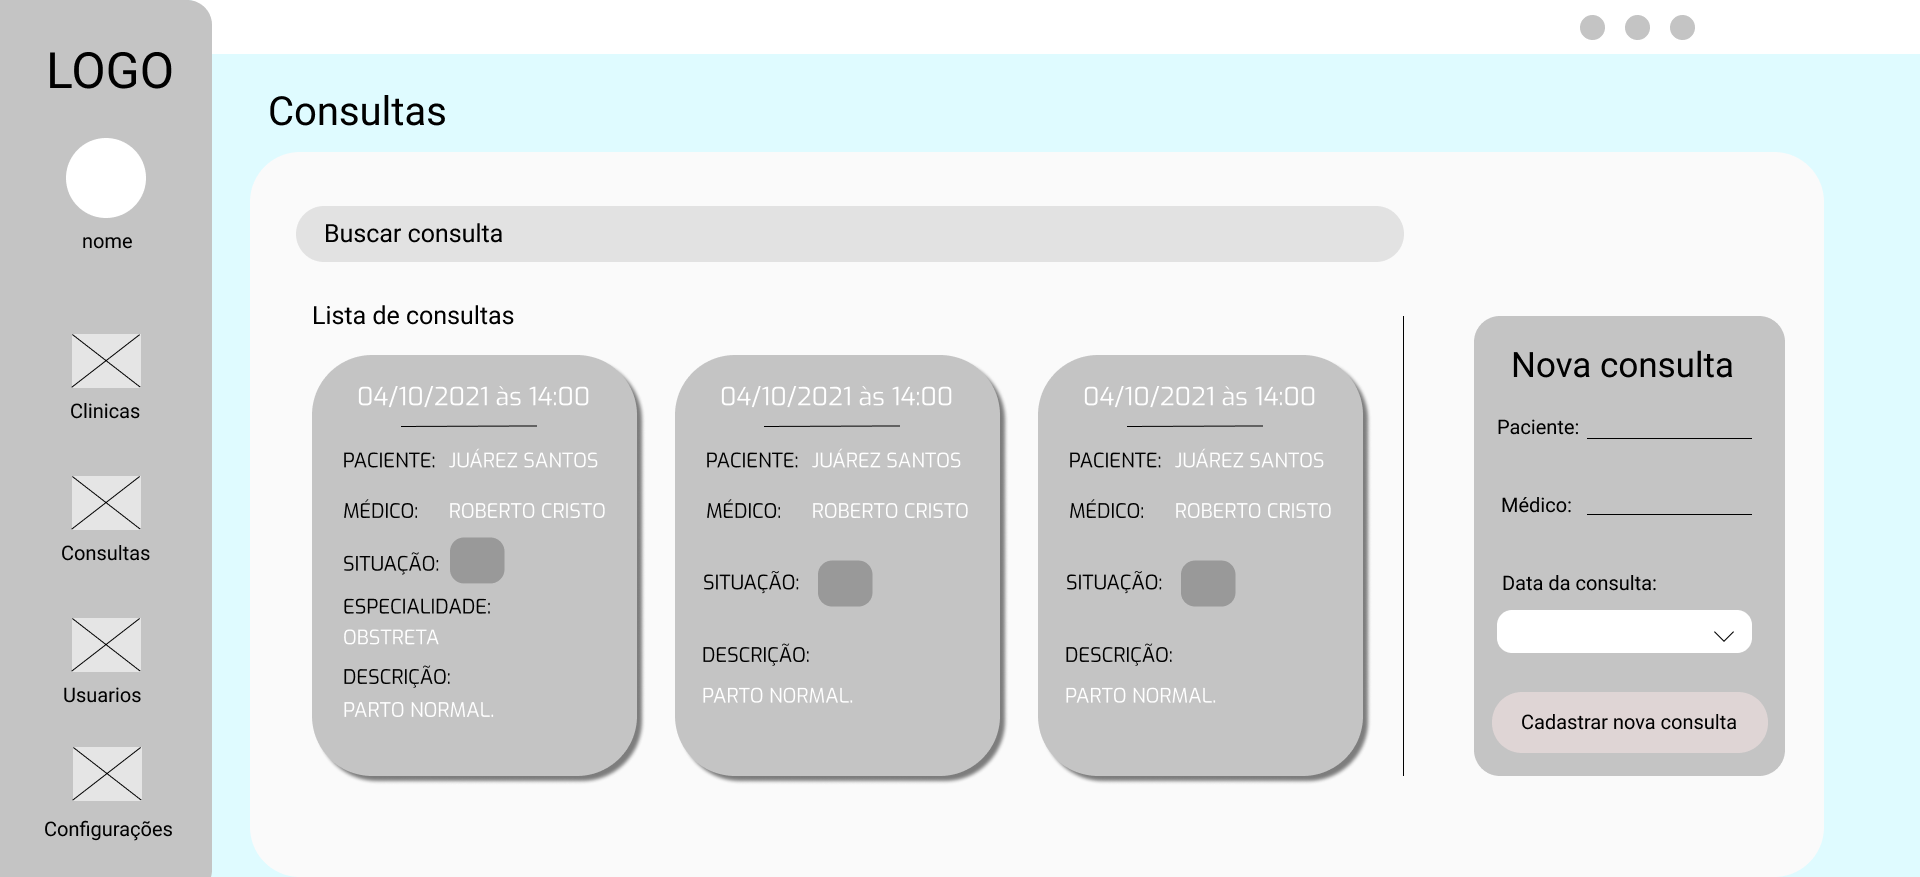 LOGO
nome
Clinicas
Consultas
Usuarios
Configurações
Consultas
Buscar consulta
Lista de consultas
04/10/2021 às 14:00
PACIENTE: JUÁREZ SANTOS
MÉDICO: ROBERTO CRISTO
SITUAÇÃO:
ESPECIALIDADE:
OBSTRETA
DESCRIÇÃO:
PARTO NORMAL.
04/10/2021 às 14:00
PACIENTE: JUÁREZ SANTOS
MÉDICO: ROBERTO CRISTO
SITUAÇÃO:
DESCRIÇÃO:
PARTO NORMAL.
04/10/2021 às 14:00
PACIENTE: JUÁREZ SANTOS
MÉDICO: ROBERTO CRISTO
SITUAÇÃO:
DESCRIÇÃO:
PARTO NORMAL.
Nova consulta
Paciente:
Médico:
Data da consulta:
Cadastrar nova consulta